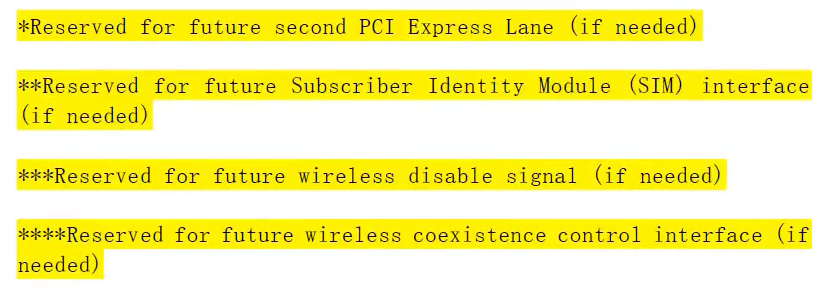 *Reserved for future second PCI Express Lane (if needed)
**Reserved for future Subscriber Identity Module (SIM) interface
(if needed)
***Reserved for future wireless disable signal (if needed)
****Reserved for future wireless coexistence control interface (if
needed)